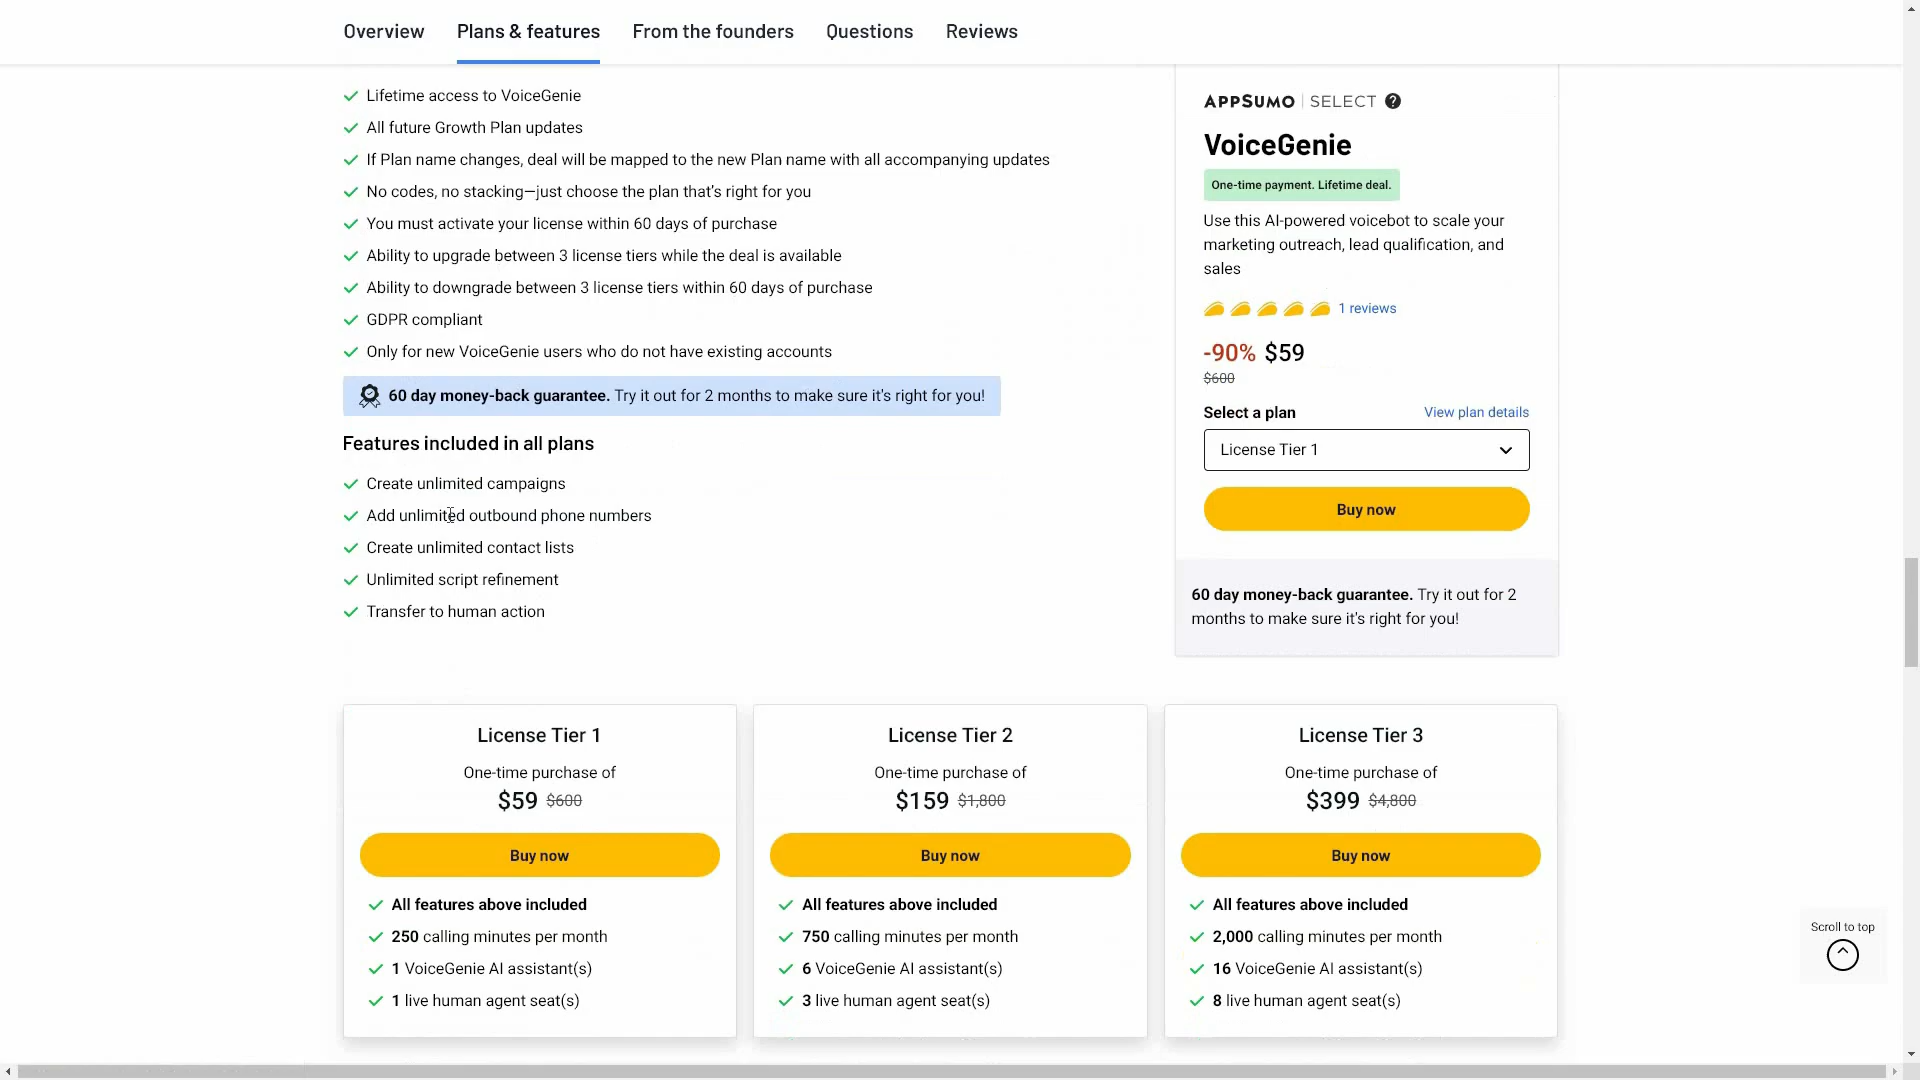 Overview Plans & features From the founders Questions Reviews
Lifetime access to VoiceGenie
All future Growth Plan updates
If Plan name changes, deal will be mapped to the new Plan name with all accompanying updates
No codes, no stacking—just choose the plan that's right for you
You must activate your license within 60 days of purchase
Ability to upgrade between 3 license tiers while the deal is available
Ability to downgrade between 3 license tiers within 60 days of purchase
GDPR compliant
Only for new VoiceGenie users who do not have existing accounts
60 day money-back guarantee. Try it out for 2 months to make sure it's right for you!
Features included in all plans
Create unlimited campaigns
Add unlimited outbound phone numbers
Create unlimited contact lists
Unlimited script refinement
Transfer to human action
APPSUMO | SELECT ?
VoiceGenie
One-time payment. Lifetime deal.
Use this AI-powered voicebot to scale your
marketing outreach, lead qualification, and
sales
1 reviews
-90% $59
$600
Select a plan View plan details
License Tier 1
Buy now
60 day money-back guarantee. Try it out for 2
months to make sure it's right for you!
License Tier 1
One-time purchase of
$59 $600
Buy now
All features above included
250 calling minutes per month
1 VoiceGenie AI assistant(s)
1 live human agent seat(s)
License Tier 2
One-time purchase of
$159 $1,800
Buy now
All features above included
750 calling minutes per month
6 VoiceGenie AI assistant(s)
3 live human agent seat(s)
License Tier 3
One-time purchase of
$399 $4,800
Buy now
All features above included
2,000 calling minutes per month
16 VoiceGenie AI assistant(s)
8 live human agent seat(s)
Scroll to top